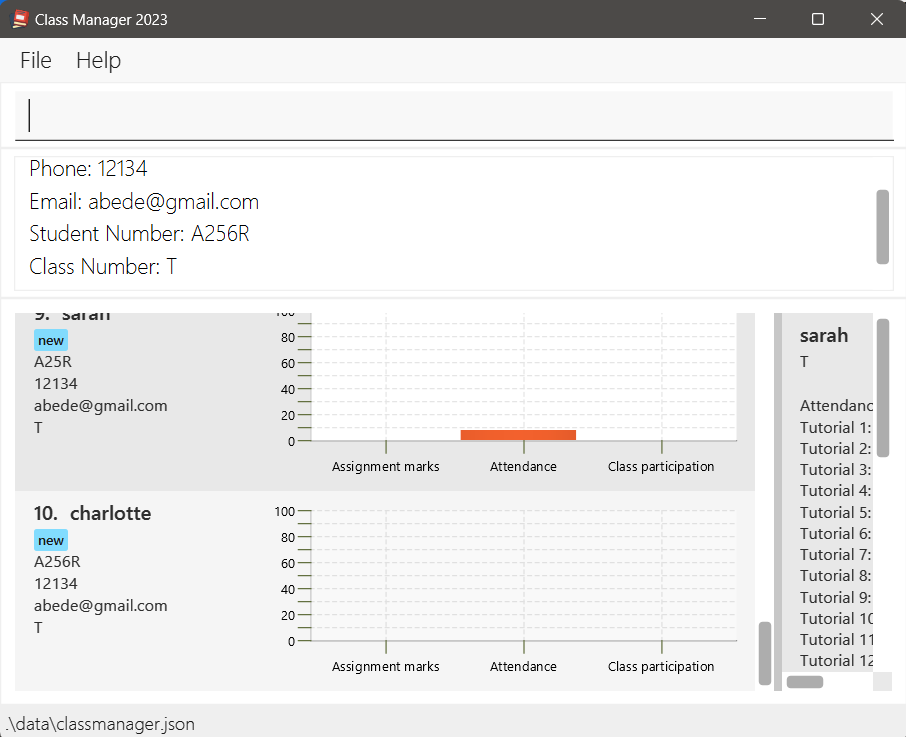 Class Manager 2023
File Help
Phone: 12134
Email: abede@gmail.com
Student Number: A256R
Class Number: T
9. sarah
new
A25R
12134
abede@gmail.com
T
100
80
60
40
20
0
Assignment marks Attendance Class participation
10. charlotte
new
A256R
12134
abede@gmail.com
T
100
80
60
40
20
0
Assignment marks Attendance Class participation
sarah
T
Attendanc
Tutorial 1:
Tutorial 2:
Tutorial 3:
Tutorial 4:
Tutorial 5:
Tutorial 6:
Tutorial 7:
Tutorial 8:
Tutorial 9:
Tutorial 10
Tutorial 11
Tutorial 12
.\data\classmanager.json